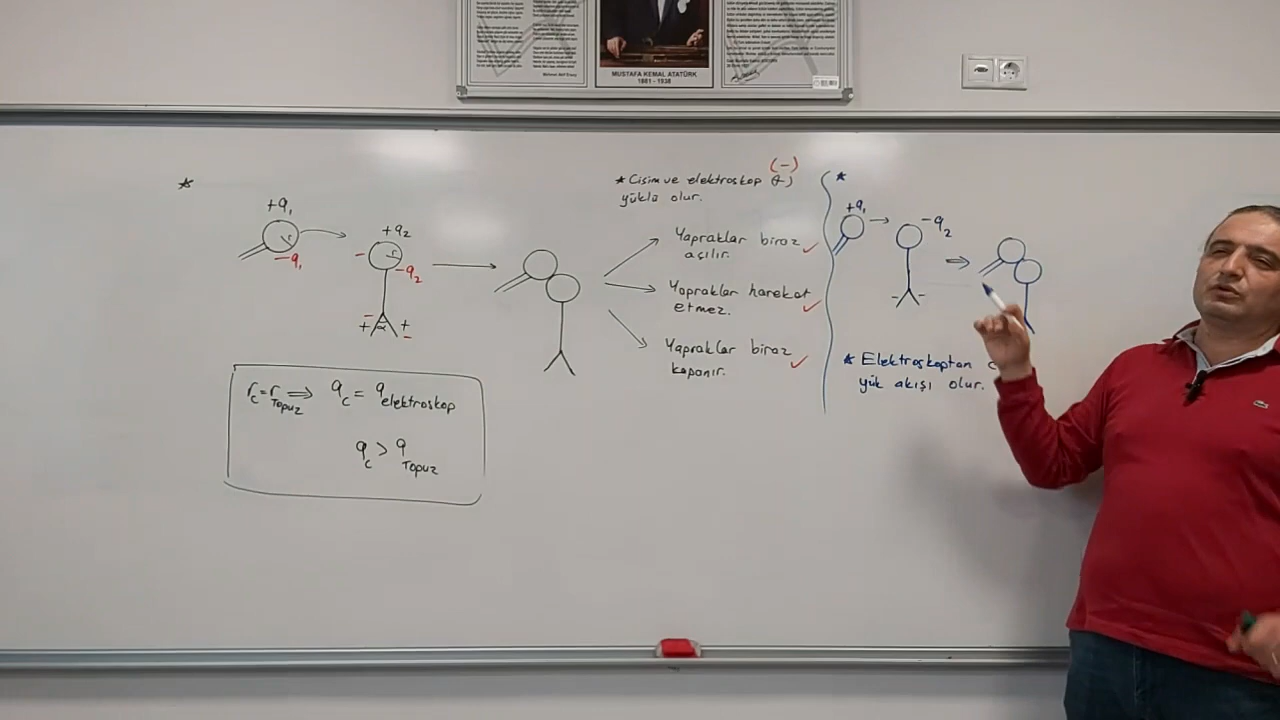 MUSTAFA KEMAL ATATÜRK
1881 - 1938
*
+q₁
-q₁
r
+q₂
-
r
-q₂
+ - + -
r_c = r_Topuz ⟹ q_c = q_elektroskop
q_c > q_Topuz
(-)
* Cisim ve elektroskop (+)
yüklü olur.
Yapraklar biraz
açılır.
Yapraklar hareket
etmez.
Yapraklar biraz
kapanır.
*
+q₁
-q₂
- -
* Elektroskoptan c
yük akışı olur.